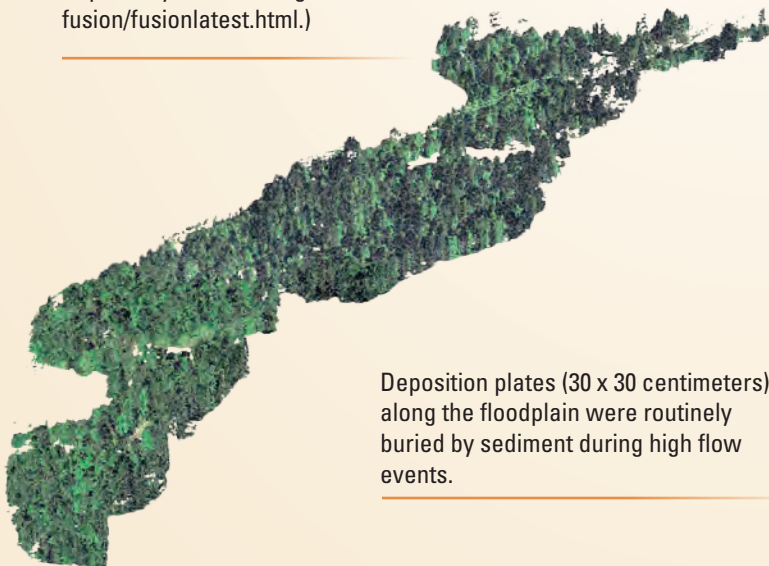 fusion/fusionlatest.html.)
Deposition plates (30 x 30 centimeters)
along the floodplain were routinely
buried by sediment during high flow
events.